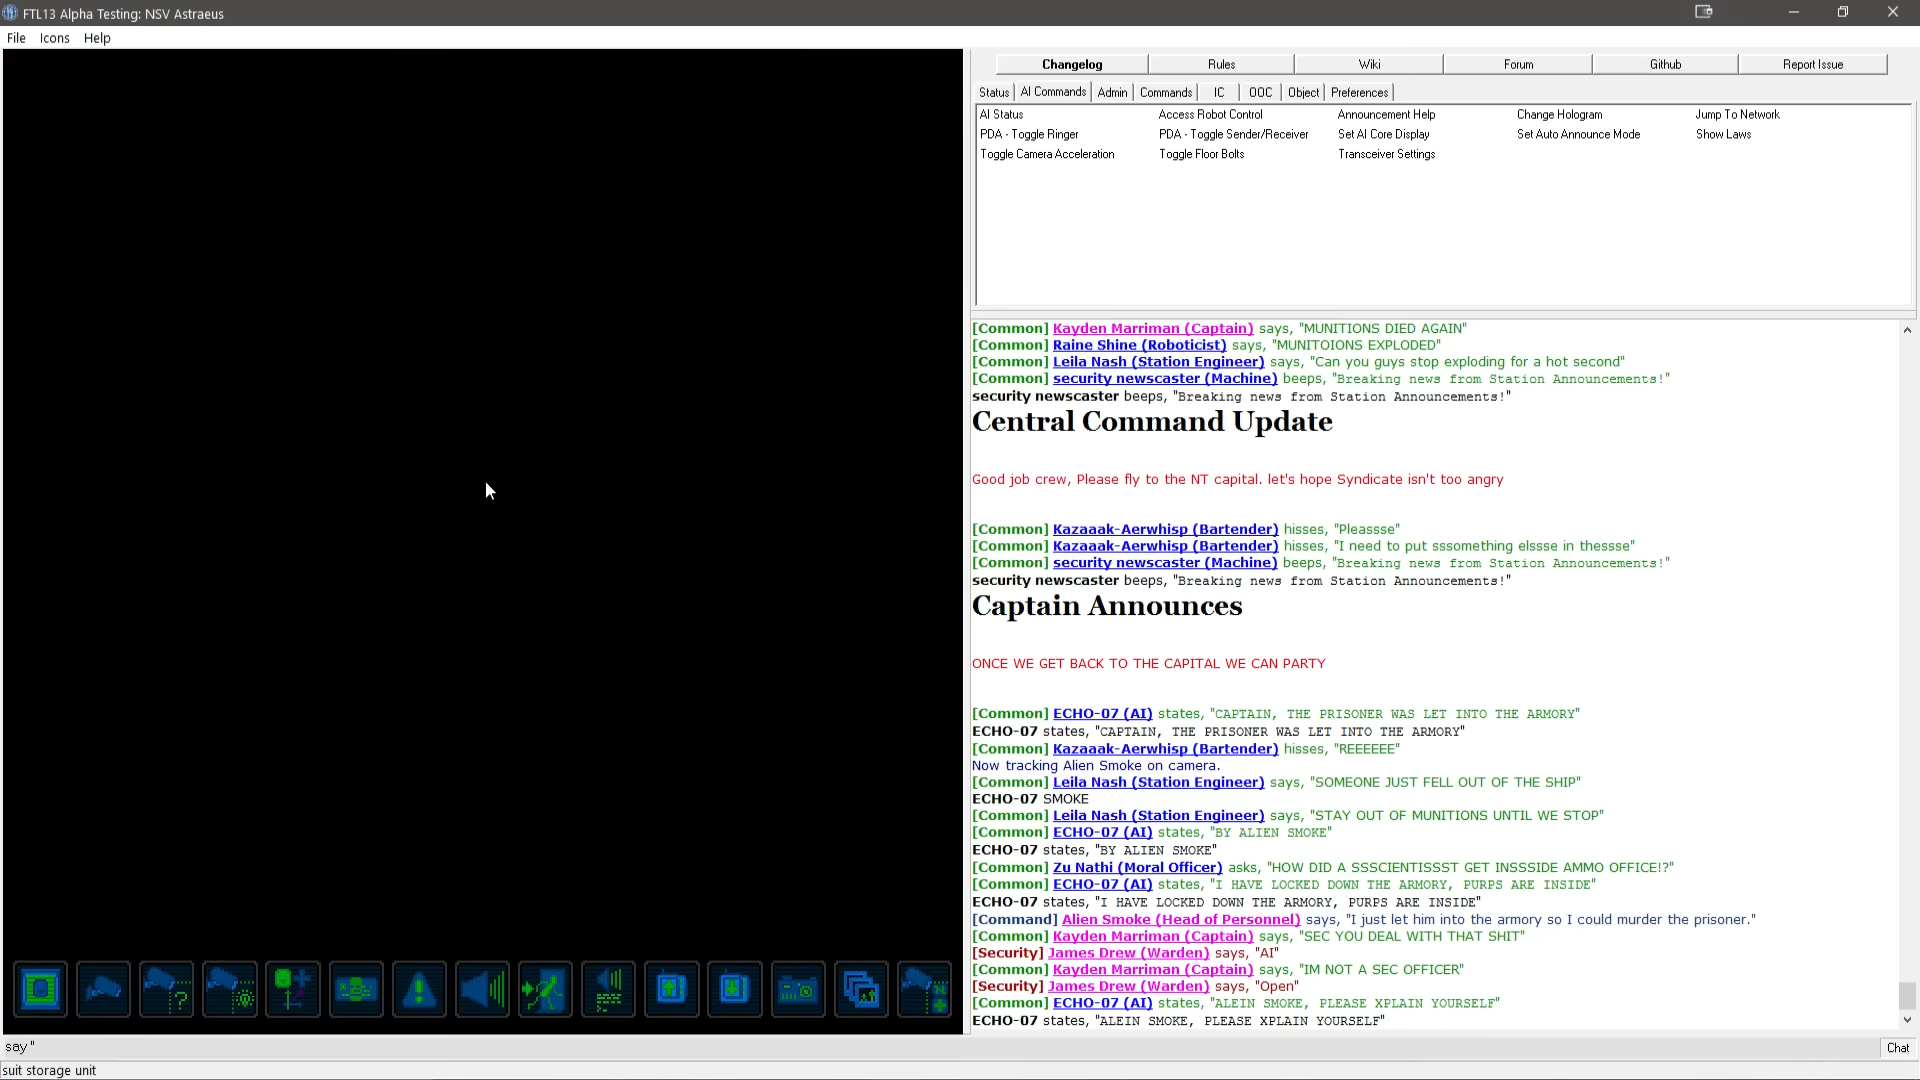 FTL13 Alpha Testing: NSV Astraeus
File Icons Help
Changelog Rules Wiki Forum Github Report Issue
Status AI Commands Admin Commands IC OOC Object Preferences
AI Status Access Robot Control Announcement Help Change Hologram Jump To Network
PDA - Toggle Ringer PDA - Toggle Sender/Receiver Set AI Core Display Set Auto Announce Mode Show Laws
Toggle Camera Acceleration Toggle Floor Bolts Transceiver Settings
[Common] Kayden Marriman (Captain) says, "MUNITIONS DIED AGAIN"
[Common] Raine Shine (Roboticist) says, "MUNITOIONS EXPLODED"
[Common] Leila Nash (Station Engineer) says, "Can you guys stop exploding for a hot second"
[Common] security newscaster (Machine) beeps, "Breaking news from Station Announcements!"
security newscaster beeps, "Breaking news from Station Announcements!"
Central Command Update
Good job crew, Please fly to the NT capital. let's hope Syndicate isn't too angry
[Common] Kazaaak-Aerwhisp (Bartender) hisses, "Pleassse"
[Common] Kazaaak-Aerwhisp (Bartender) hisses, "I need to put sssomething elssse in thessse"
[Common] security newscaster (Machine) beeps, "Breaking news from Station Announcements!"
security newscaster beeps, "Breaking news from Station Announcements!"
Captain Announces
ONCE WE GET BACK TO THE CAPITAL WE CAN PARTY
[Common] ECHO-07 (AI) states, "CAPTAIN, THE PRISONER WAS LET INTO THE ARMORY"
ECHO-07 states, "CAPTAIN, THE PRISONER WAS LET INTO THE ARMORY"
[Common] Kazaaak-Aerwhisp (Bartender) hisses, "REEEEEE"
Now tracking Alien Smoke on camera.
[Common] Leila Nash (Station Engineer) says, "SOMEONE JUST FELL OUT OF THE SHIP"
ECHO-07 SMOKE
[Common] Leila Nash (Station Engineer) says, "STAY OUT OF MUNITIONS UNTIL WE STOP"
[Common] ECHO-07 (AI) states, "BY ALIEN SMOKE"
ECHO-07 states, "BY ALIEN SMOKE"
[Common] Zu Nathi (Moral Officer) asks, "HOW DID A SSSCIENTISSSST GET INSSSSIDE AMMO OFFICE!?"
[Common] ECHO-07 (AI) states, "I HAVE LOCKED DOWN THE ARMORY, PURPS ARE INSIDE"
ECHO-07 states, "I HAVE LOCKED DOWN THE ARMORY, PURPS ARE INSIDE"
[Command] Alien Smoke (Head of Personnel) says, "I just let him into the armory so I could murder the prisoner."
[Common] Kayden Marriman (Captain) says, "SEC YOU DEAL WITH THAT SHIT"
[Security] James Drew (Warden) says, "AI"
[Common] Kayden Marriman (Captain) says, "IM NOT A SEC OFFICER"
[Security] James Drew (Warden) says, "Open"
[Common] ECHO-07 (AI) states, "ALEIN SMOKE, PLEASE XPLAIN YOURSELF"
ECHO-07 states, "ALEIN SMOKE, PLEASE XPLAIN YOURSELF"
say"
Chat
suit storage unit